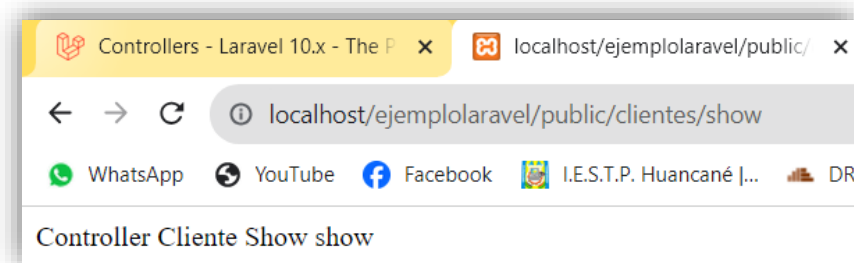 Controllers - Laravel 10.x - The P
localhost/ejemplolaravel/public/
localhost/ejemplolaravel/public/clientes/show
WhatsApp YouTube Facebook I.E.S.T.P. Huancané |... DR
Controller Cliente Show show